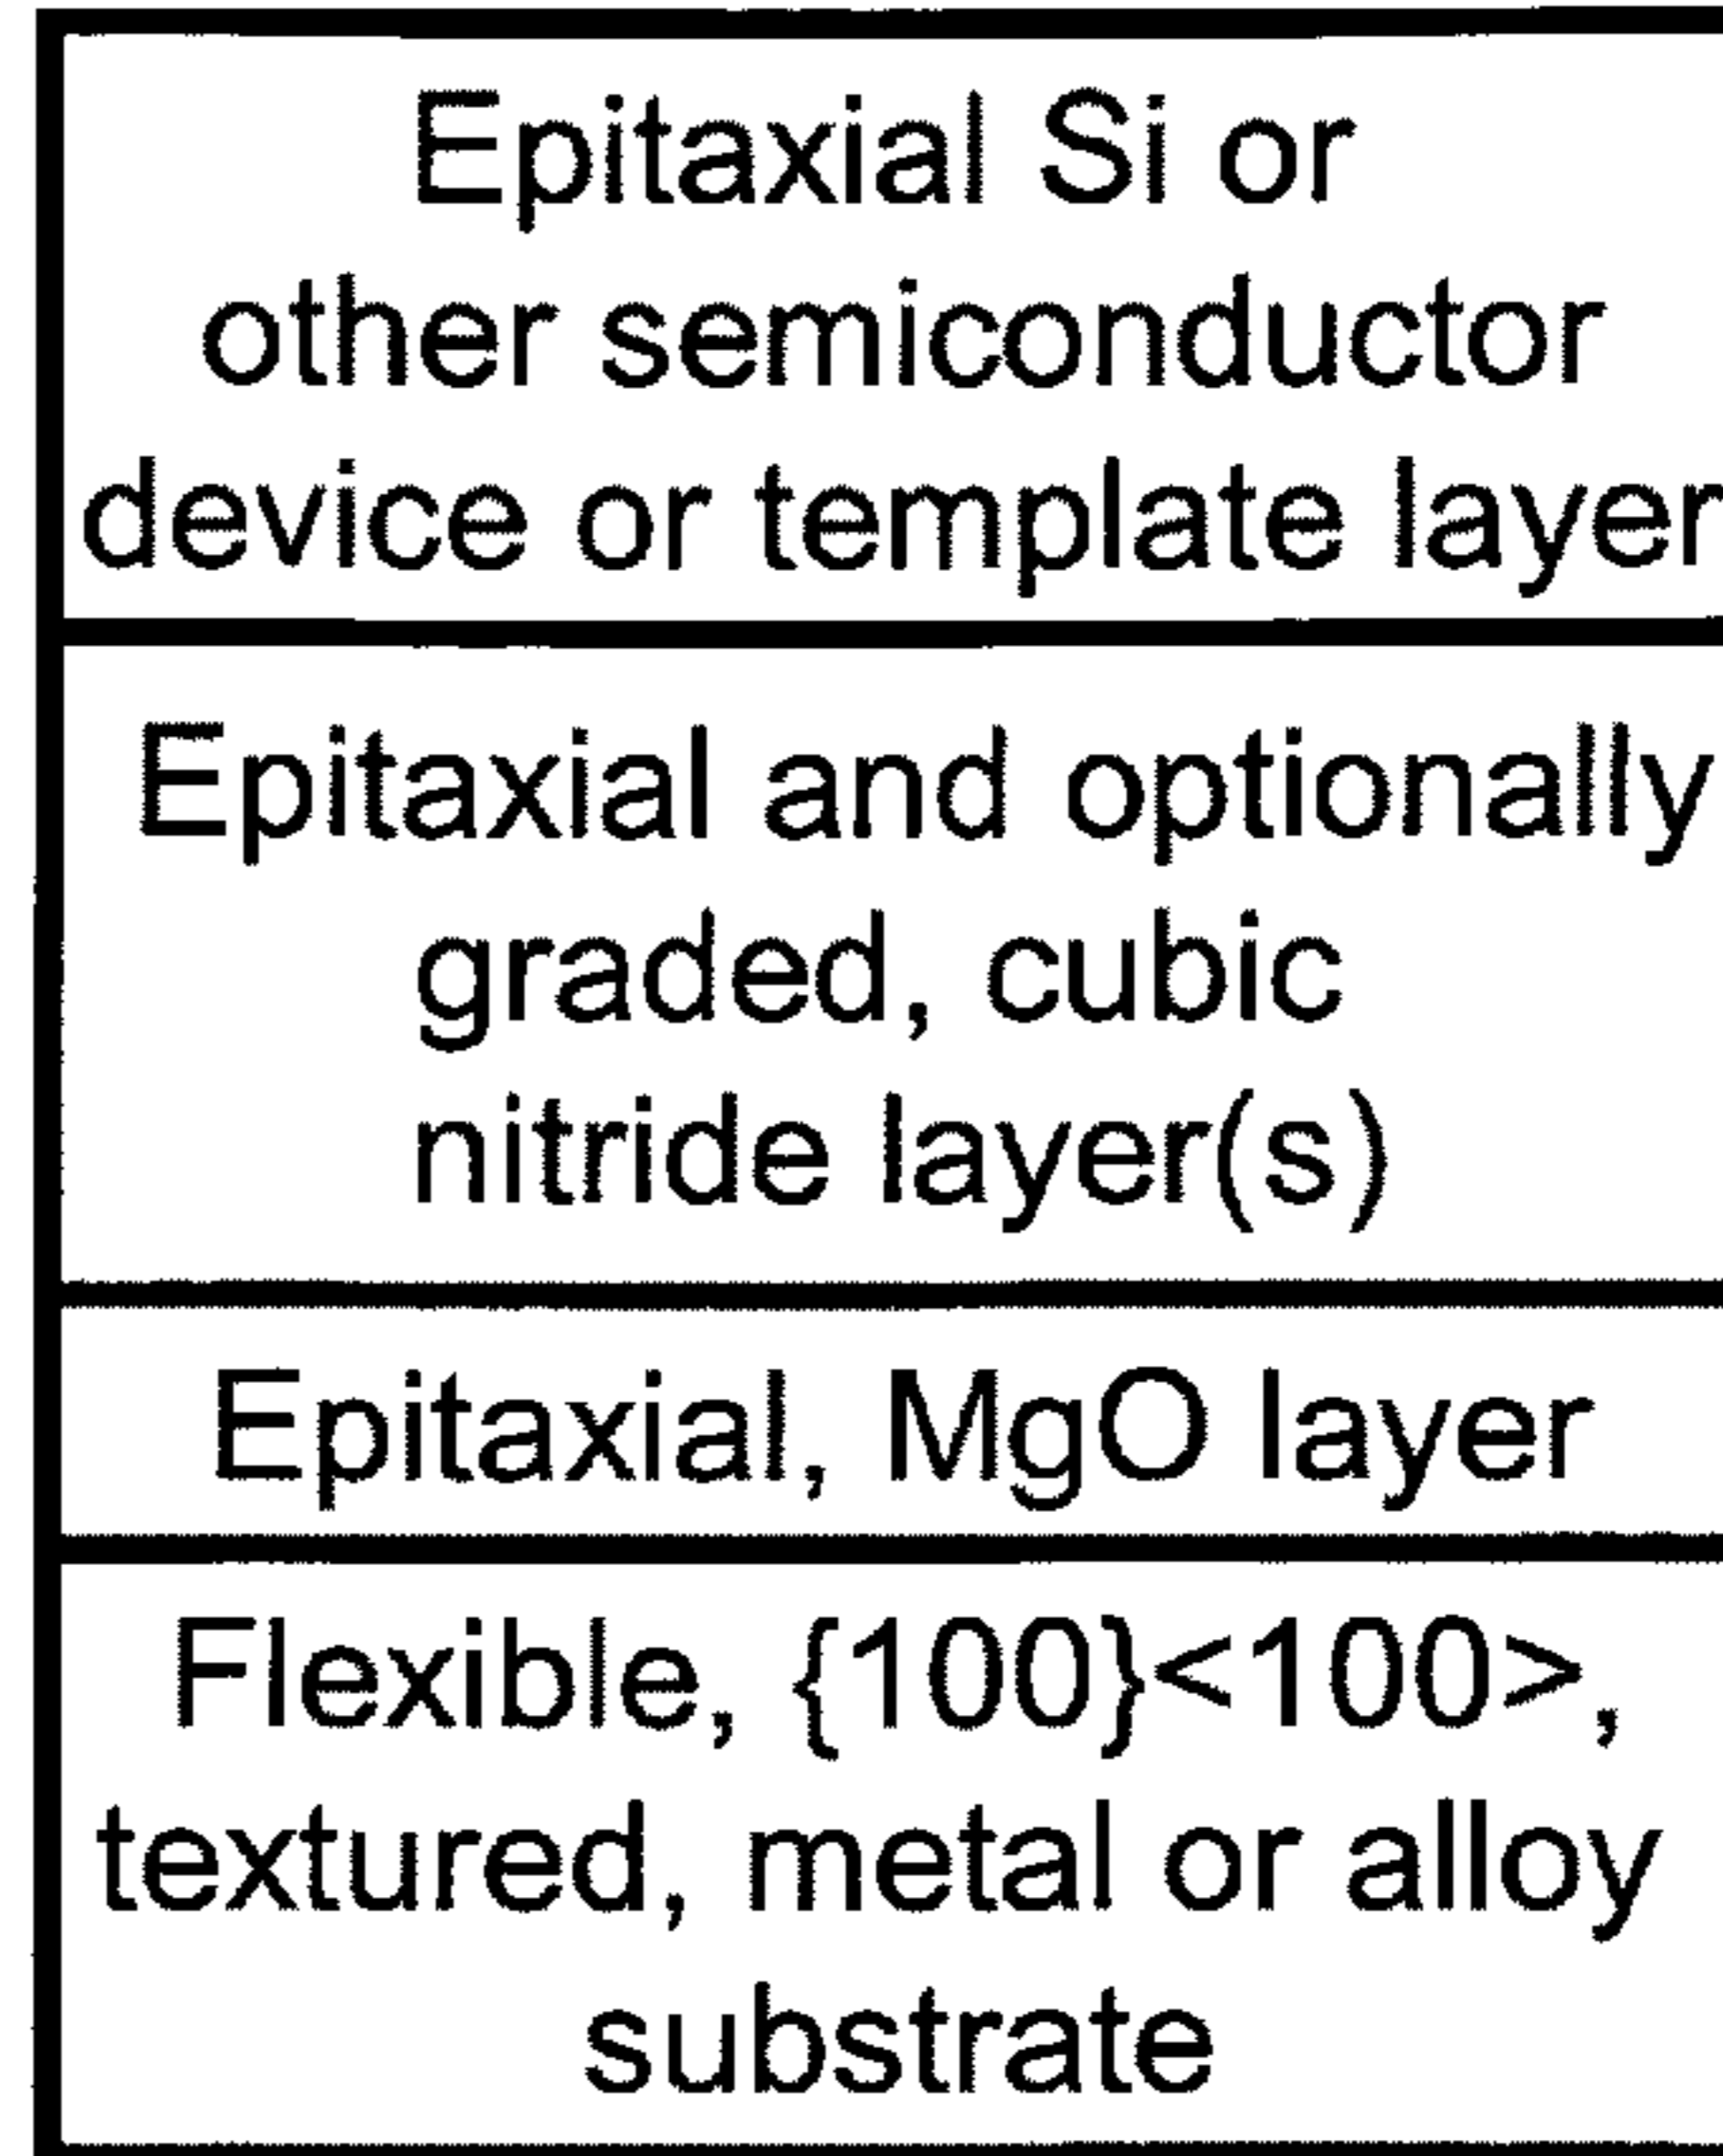 Epitaxial Si or
other semiconductor
device or template layer
Epitaxial and optionally
graded, cubic
nitride layer(s)
Epitaxial, MgO layer
Flexible, {100}<100>,
textured, metal or alloy
substrate